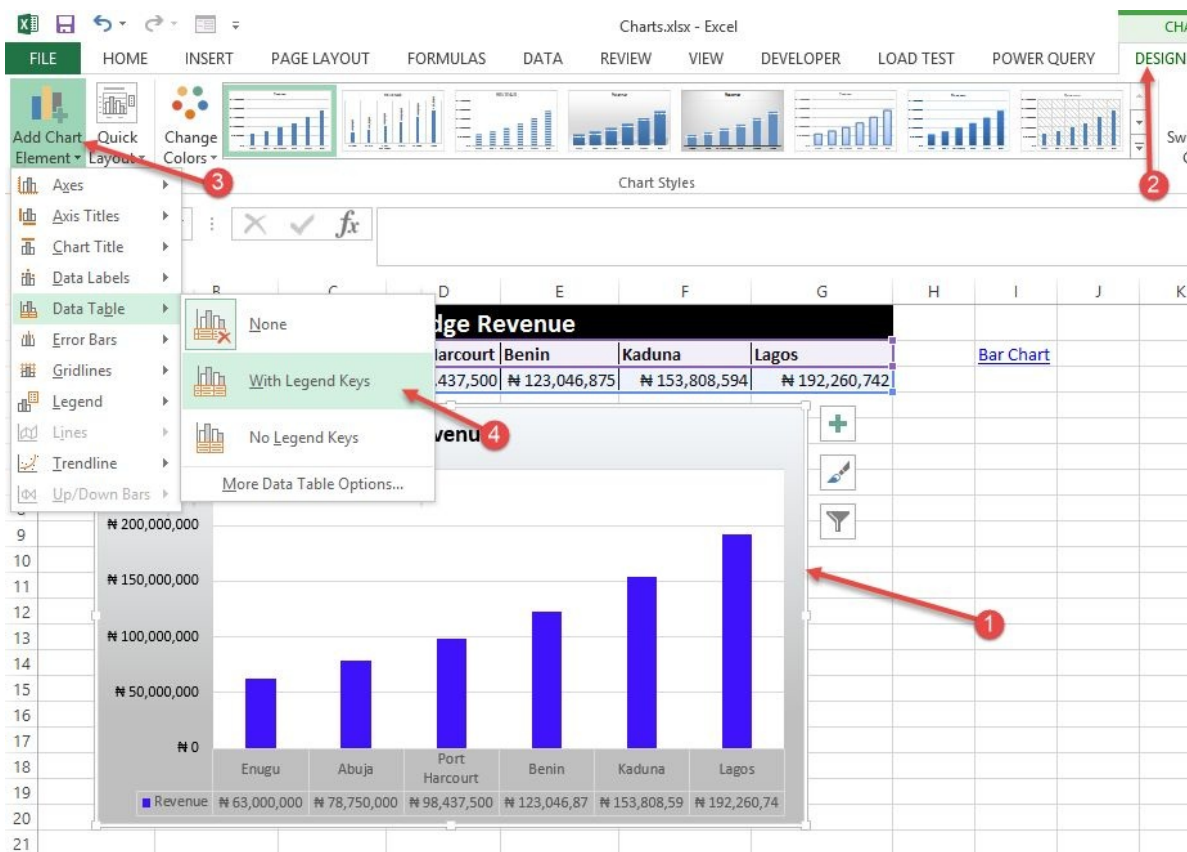 Charts.xlsx - Excel
FILE HOME INSERT PAGE LAYOUT FORMULAS DATA REVIEW VIEW DEVELOPER LOAD TEST POWER QUERY DESIGN
Add Chart Element
Quick Layout
Change Colors
Chart Styles
3
2
Axes
Axis Titles
Chart Title
Data Labels
Data Table
Error Bars
Gridlines
Legend
Lines
Trendline
Up/Down Bars
None
With Legend Keys
No Legend Keys
More Data Table Options...
4
fx
D E F G H I J K
dge Revenue
Harcourt Benin Kaduna Lagos Bar Chart
,437,500 ₦ 123,046,875 ₦ 153,808,594 ₦ 192,260,742
venu
1
9
10
11
12
13
14
15
16
17
18
19
20
21
₦ 200,000,000
₦ 150,000,000
₦ 100,000,000
₦ 50,000,000
₦ 0
Enugu Abuja Port Harcourt Benin Kaduna Lagos
Revenue ₦ 63,000,000 ₦ 78,750,000 ₦ 98,437,500 ₦ 123,046,87 ₦ 153,808,59 ₦ 192,260,74